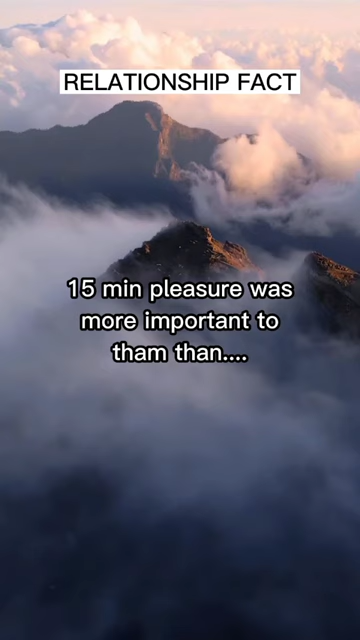 RELATIONSHIP FACT
15 min pleasure was
more important to
tham than....